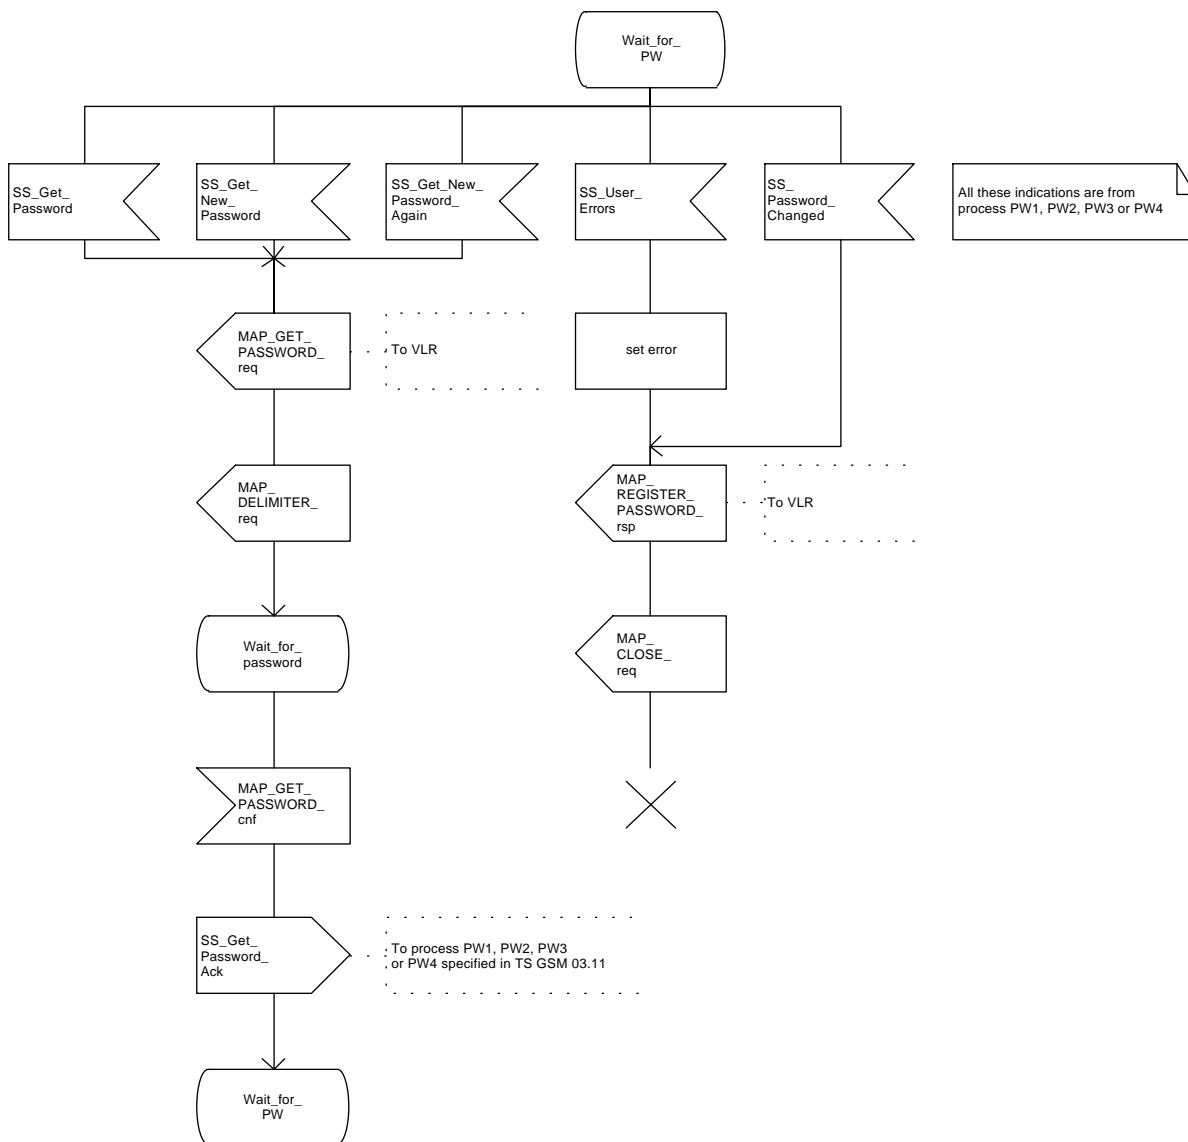 Wait_for_
PW
SS_Get_
Password
SS_Get_
New_
Password
SS_Get_New_
Password_
Again
SS_User_
Errors
SS_
Password_
Changed
All these indications are from
process PW1, PW2, PW3 or PW4
MAP_GET_
PASSWORD_
req
To VLR
set error
MAP_
DELIMITER_
req
MAP_
REGISTER_
PASSWORD_
rsp
To VLR
Wait_for_
password
MAP_
CLOSE_
req
MAP_GET_
PASSWORD_
cnf
SS_Get_
Password_
Ack
To process PW1, PW2, PW3
or PW4 specified in TS GSM 03.11
Wait_for_
PW